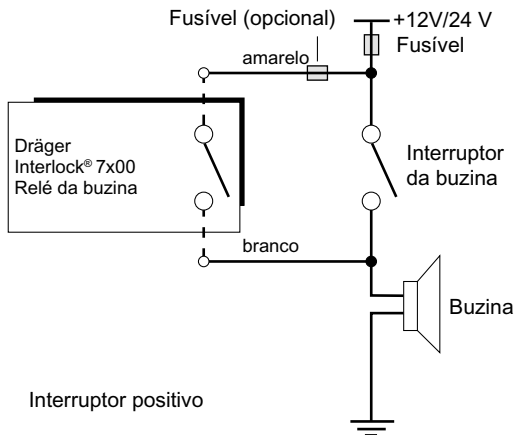 Fusível (opcional)
+12V/24 V
Fusível
amarelo
Dräger
Interlock® 7x00
Relé da buzina
Interruptor
da buzina
branco
Buzina
Interruptor positivo